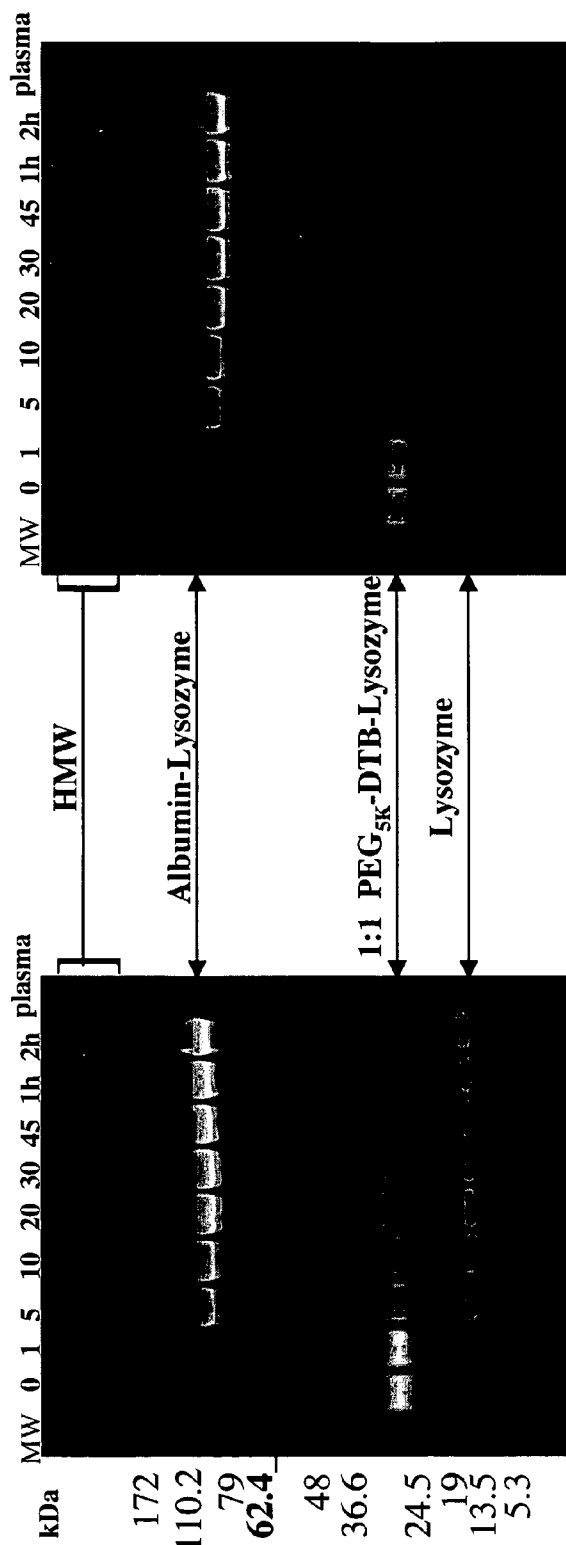 kDa
172
110.2
79
62.4
48
36.6
24.5
19
13.5
5.3
MW 0 1 5 10 20 30 45 1h 2h plasma
HMW
Albumin-Lysozyme
1:1 PEG5K-DTB-Lysozyme
Lysozyme
MW 0 1 5 10 20 30 45 1h 2h plasma